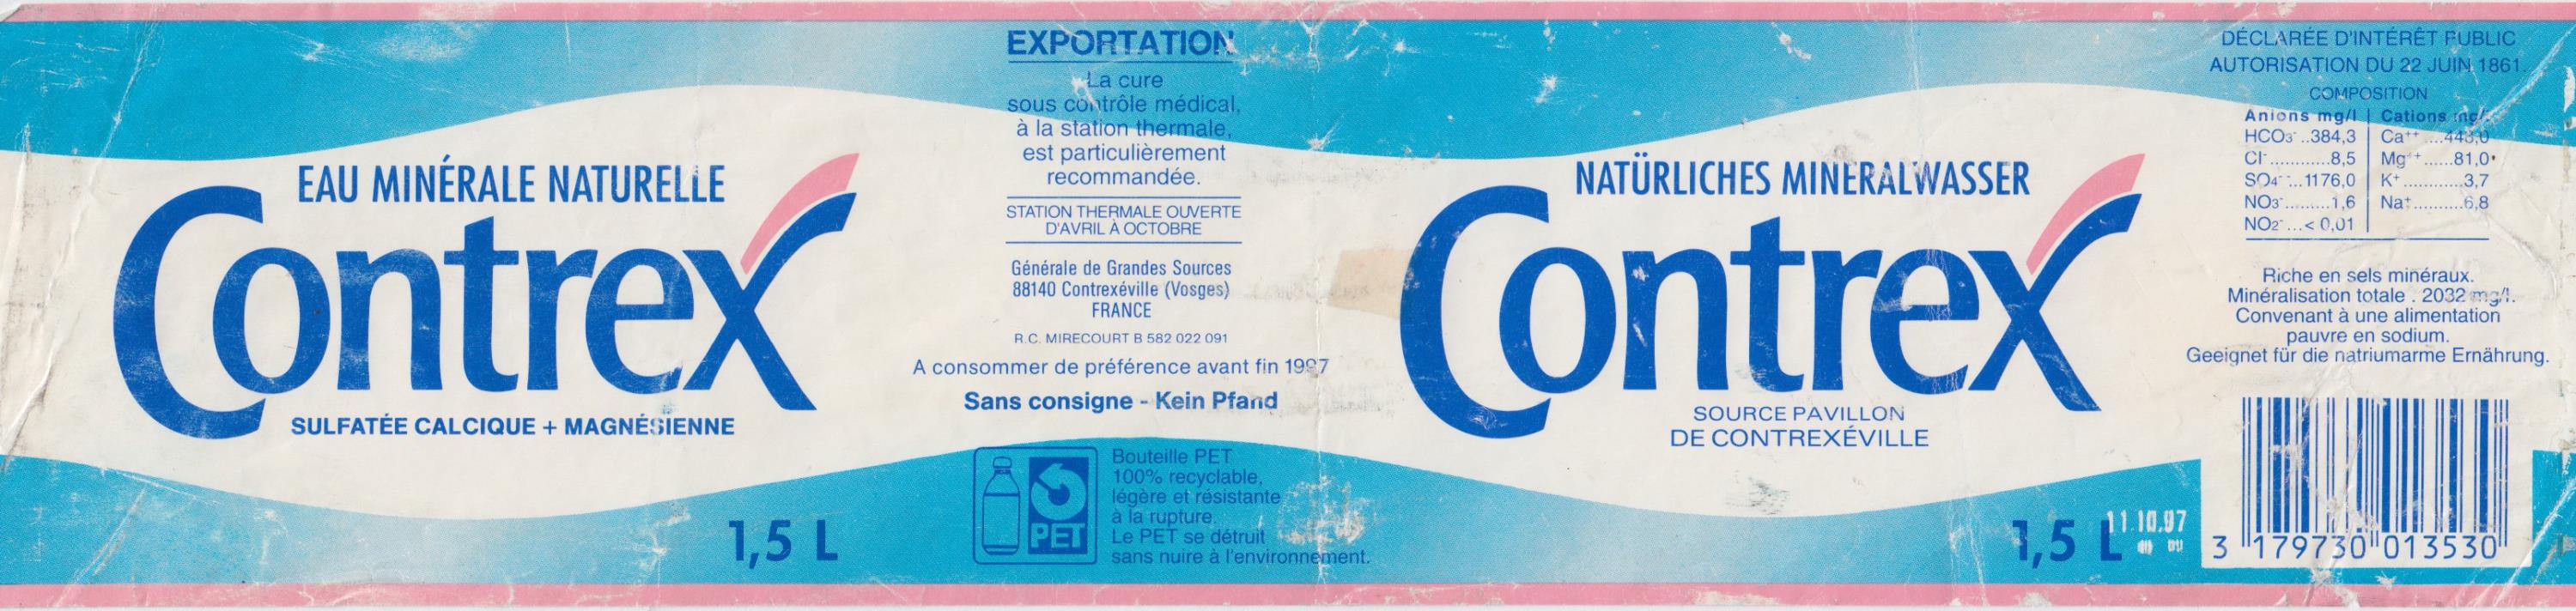 EAU MINÉRALE NATURELLE
Contrex
SULFATÉE CALCIQUE + MAGNÉSIENNE
1,5 L
EXPORTATION
La cure
sous contrôle médical,
à la station thermale,
est particulièrement
recommandée.
STATION THERMALE OUVERTE
D'AVRIL À OCTOBRE
Générale de Grandes Sources
88140 Contrexéville (Vosges)
FRANCE
R.C. MIRECOURT B 582 022 091
A consommer de préférence avant fin 1997
Sans consigne - Kein Pfand
PET
Bouteille PET
100% recyclable,
légère et résistante
à la rupture.
Le PET se détruit
sans nuire à l'environnement.
NATÜRLICHES MINERALWASSER
Contrex
SOURCE PAVILLON
DE CONTREXÉVILLE
1,5 L
11.10.97
DÉCLARÉE D'INTÉRÊT PUBLIC
AUTORISATION DU 22 JUIN 1861.
COMPOSITION
Anions mg/l | Cations mg/l
HCO3⁻..384,3 Ca⁺⁺
Cl⁻............8,5 Mg⁺⁺......81,0
SO4⁻⁻...1176,0 K⁺............3,7
NO3⁻.........1,6 Na⁺..........6,8
NO2⁻...< 0,01
Riche en sels minéraux.
Minéralisation totale . 2032 mg/l.
Convenant à une alimentation
pauvre en sodium.
Geeignet für die natriumarme Ernährung.
3 179730 013530